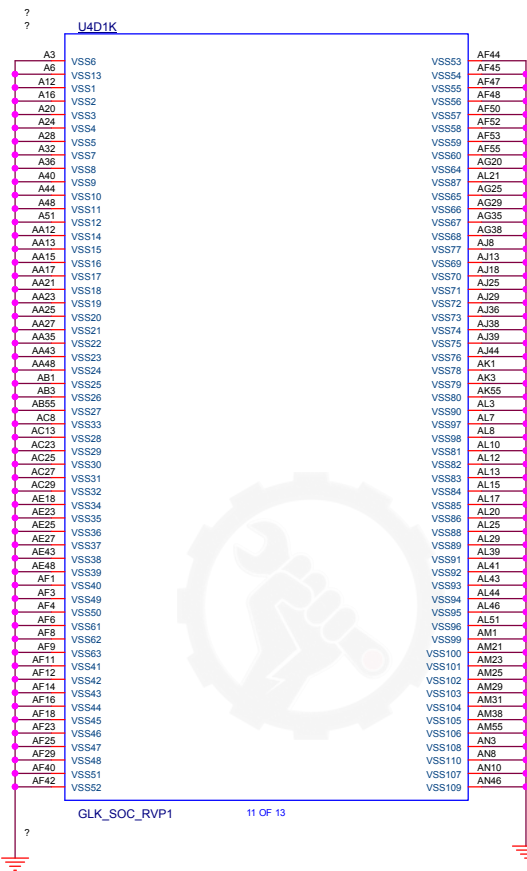 ?
?
U4D1K
A3 VSS6 VSS53 AF44
A6 VSS13 VSS54 AF45
A12 VSS1 VSS55 AF47
A16 VSS2 VSS56 AF48
A20 VSS3 VSS57 AF50
A24 VSS4 VSS58 AF52
A28 VSS5 VSS59 AF53
A32 VSS7 VSS60 AF55
A36 VSS8 VSS64 AG20
A40 VSS9 VSS87 AL21
A44 VSS10 VSS65 AG25
A48 VSS11 VSS66 AG29
A51 VSS12 VSS67 AG35
AA12 VSS14 VSS68 AG38
AA13 VSS15 VSS77 AJ8
AA15 VSS16 VSS69 AJ13
AA17 VSS17 VSS70 AJ18
AA21 VSS18 VSS71 AJ25
AA23 VSS19 VSS72 AJ29
AA25 VSS20 VSS73 AJ36
AA27 VSS21 VSS74 AJ38
AA35 VSS22 VSS75 AJ39
AA43 VSS23 VSS76 AJ44
AA48 VSS24 VSS78 AK1
AB1 VSS25 VSS79 AK3
AB3 VSS26 VSS80 AK55
AB55 VSS27 VSS90 AL3
AC8 VSS33 VSS97 AL7
AC13 VSS28 VSS98 AL8
AC23 VSS29 VSS81 AL10
AC25 VSS30 VSS82 AL12
AC27 VSS31 VSS83 AL13
AC29 VSS32 VSS84 AL15
AE18 VSS34 VSS85 AL17
AE23 VSS35 VSS86 AL20
AE25 VSS36 VSS88 AL25
AE27 VSS37 VSS89 AL29
AE43 VSS38 VSS91 AL39
AE48 VSS39 VSS92 AL41
AF1 VSS40 VSS93 AL43
AF3 VSS49 VSS94 AL44
AF4 VSS50 VSS95 AL46
AF6 VSS61 VSS96 AL51
AF8 VSS62 VSS99 AM1
AF9 VSS63 VSS100 AM21
AF11 VSS41 VSS101 AM23
AF12 VSS42 VSS102 AM25
AF14 VSS43 VSS103 AM29
AF16 VSS44 VSS104 AM31
AF18 VSS45 VSS105 AM38
AF23 VSS46 VSS106 AM55
AF25 VSS47 VSS108 AN3
AF29 VSS48 VSS110 AN8
AF40 VSS51 VSS107 AN10
AF42 VSS52 VSS109 AN46
GLK_SOC_RVP1 11 OF 13
?